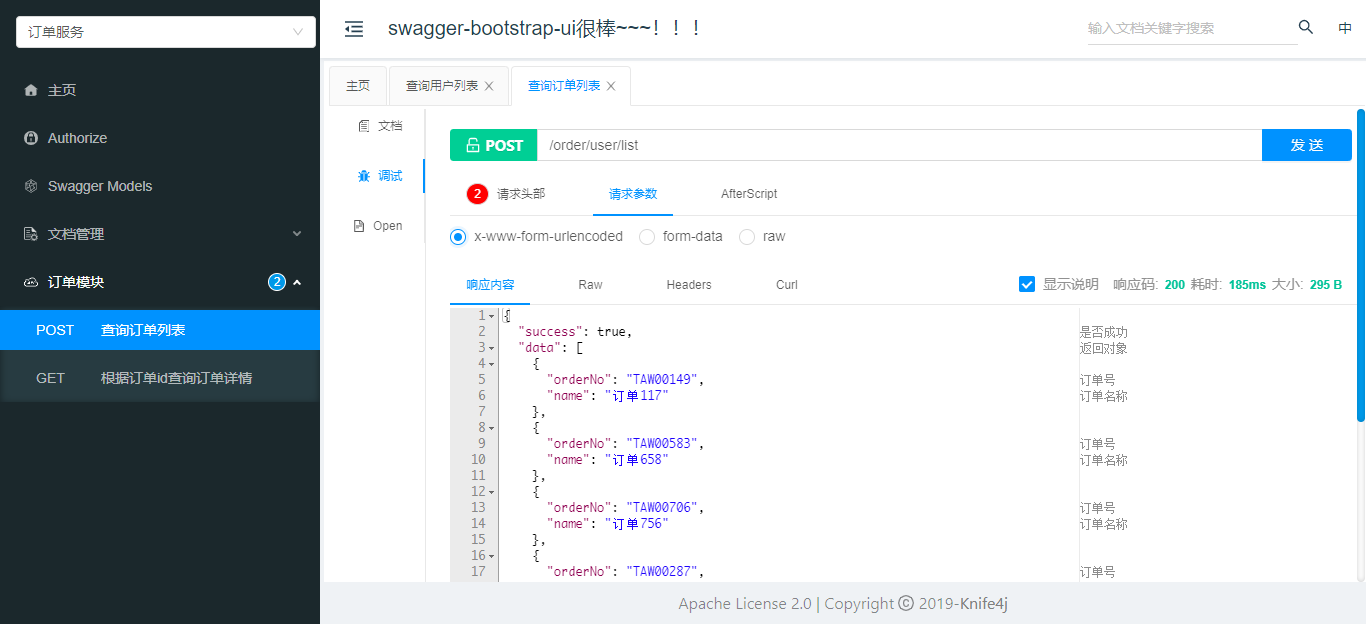 订单服务
主页
Authorize
Swagger Models
文档管理
订单模块 2
POST 查询订单列表
GET 根据订单id查询订单详情
swagger-bootstrap-ui很棒~~~！！！
输入文档关键字搜索
中
主页 查询用户列表 查询订单列表
文档
调试
Open
POST /order/user/list 发 送
2 请求头部 请求参数 AfterScript
x-www-form-urlencoded form-data raw
响应内容 Raw Headers Curl 显示说明 响应码: 200 耗时: 185ms 大小: 295 B
1 {
2 "success": true, 是否成功
3 "data": [ 返回对象
4 {
5 "orderNo": "TAW00149", 订单号
6 "name": "订单117" 订单名称
7 },
8 {
9 "orderNo": "TAW00583", 订单号
10 "name": "订单658" 订单名称
11 },
12 {
13 "orderNo": "TAW00706", 订单号
14 "name": "订单756" 订单名称
15 },
16 {
17 "orderNo": "TAW00287", 订单号
Apache License 2.0 | Copyright © 2019-Knife4j